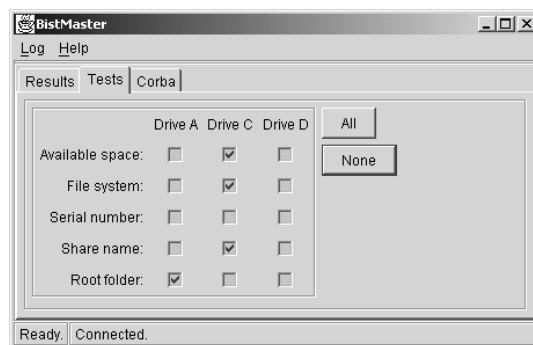 BistMaster
Log Help
Results Tests Corba
Drive A Drive C Drive D All
Available space: None
File system:
Serial number:
Share name:
Root folder:
Ready. Connected.